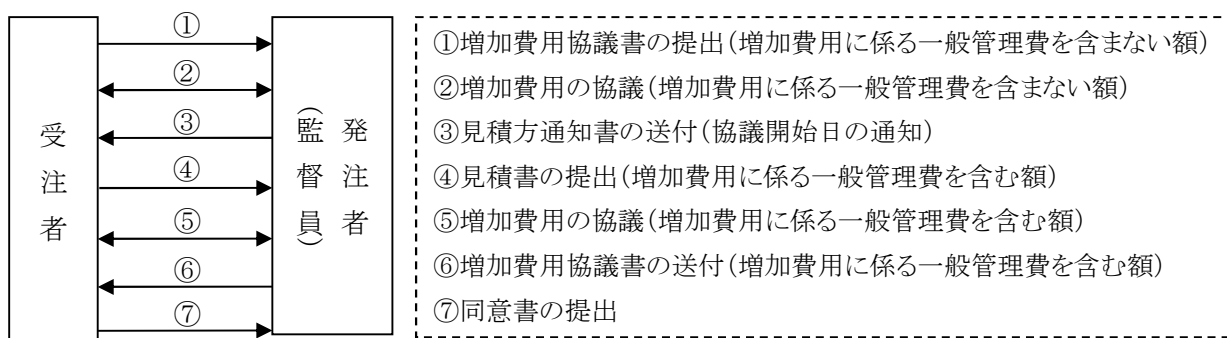 受注者
①
②
③
④
⑤
⑥
⑦
発注者
(監督員)
①増加費用協議書の提出(増加費用に係る一般管理費を含まない額)
②増加費用の協議(増加費用に係る一般管理費を含まない額)
③見積方通知書の送付(協議開始日の通知)
④見積書の提出(増加費用に係る一般管理費を含む額)
⑤増加費用の協議(増加費用に係る一般管理費を含む額)
⑥増加費用協議書の送付(増加費用に係る一般管理費を含む額)
⑦同意書の提出